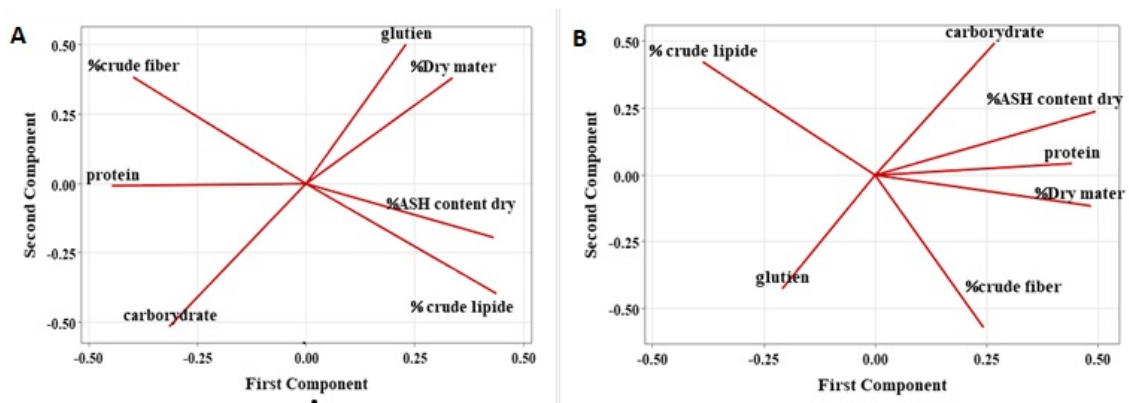 A
glutien
0.50
%crude fiber
%Dry mater
0.25
protein
0.00
%ASH content dry
-0.25
% crude lipide
carborydrate
-0.50
-0.50 -0.25 0.00 0.25 0.50
First Component
Second Component
B
carborydrate
0.50
% crude lipide
0.25
%ASH content dry
protein
0.00
%Dry mater
-0.25
glutien
%crude fiber
-0.50
-0.50 -0.25 0.00 0.25 0.50
First Component
Second Component